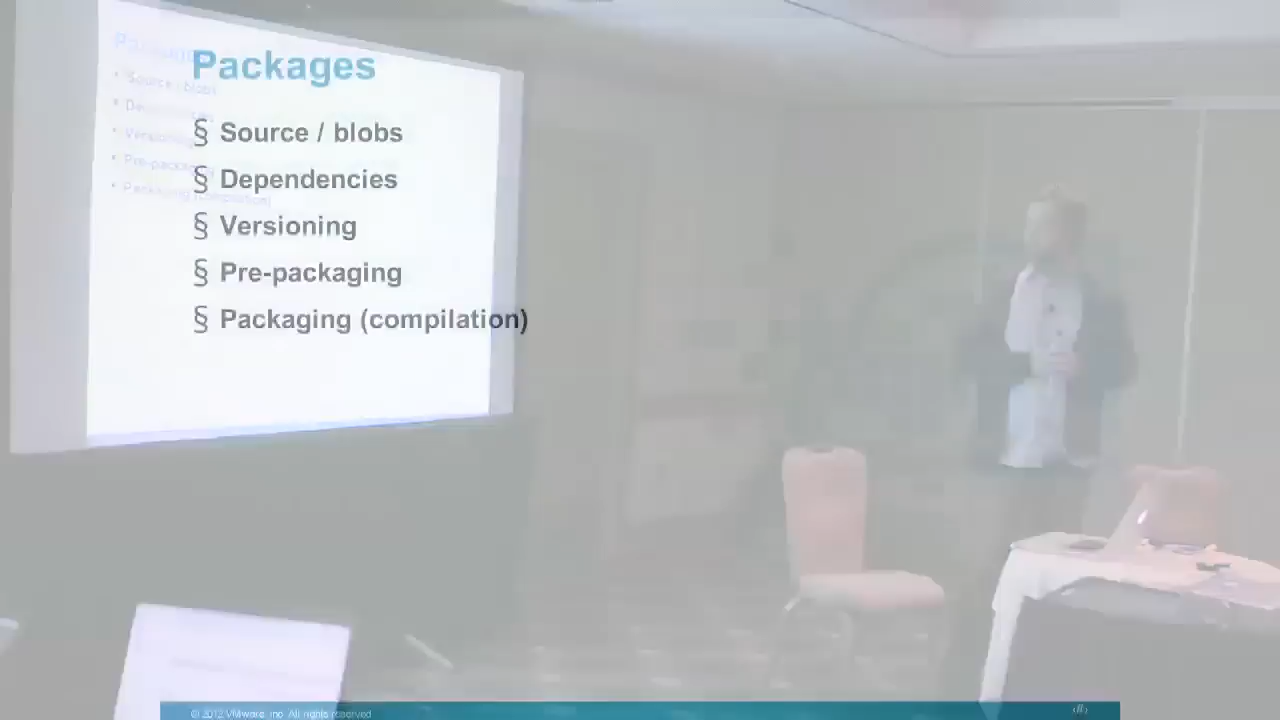 Packages
§ Source / blobs
§ Dependencies
§ Versioning
§ Pre-packaging
§ Packaging (compilation)
© 2012 VMware, Inc. All rights reserved